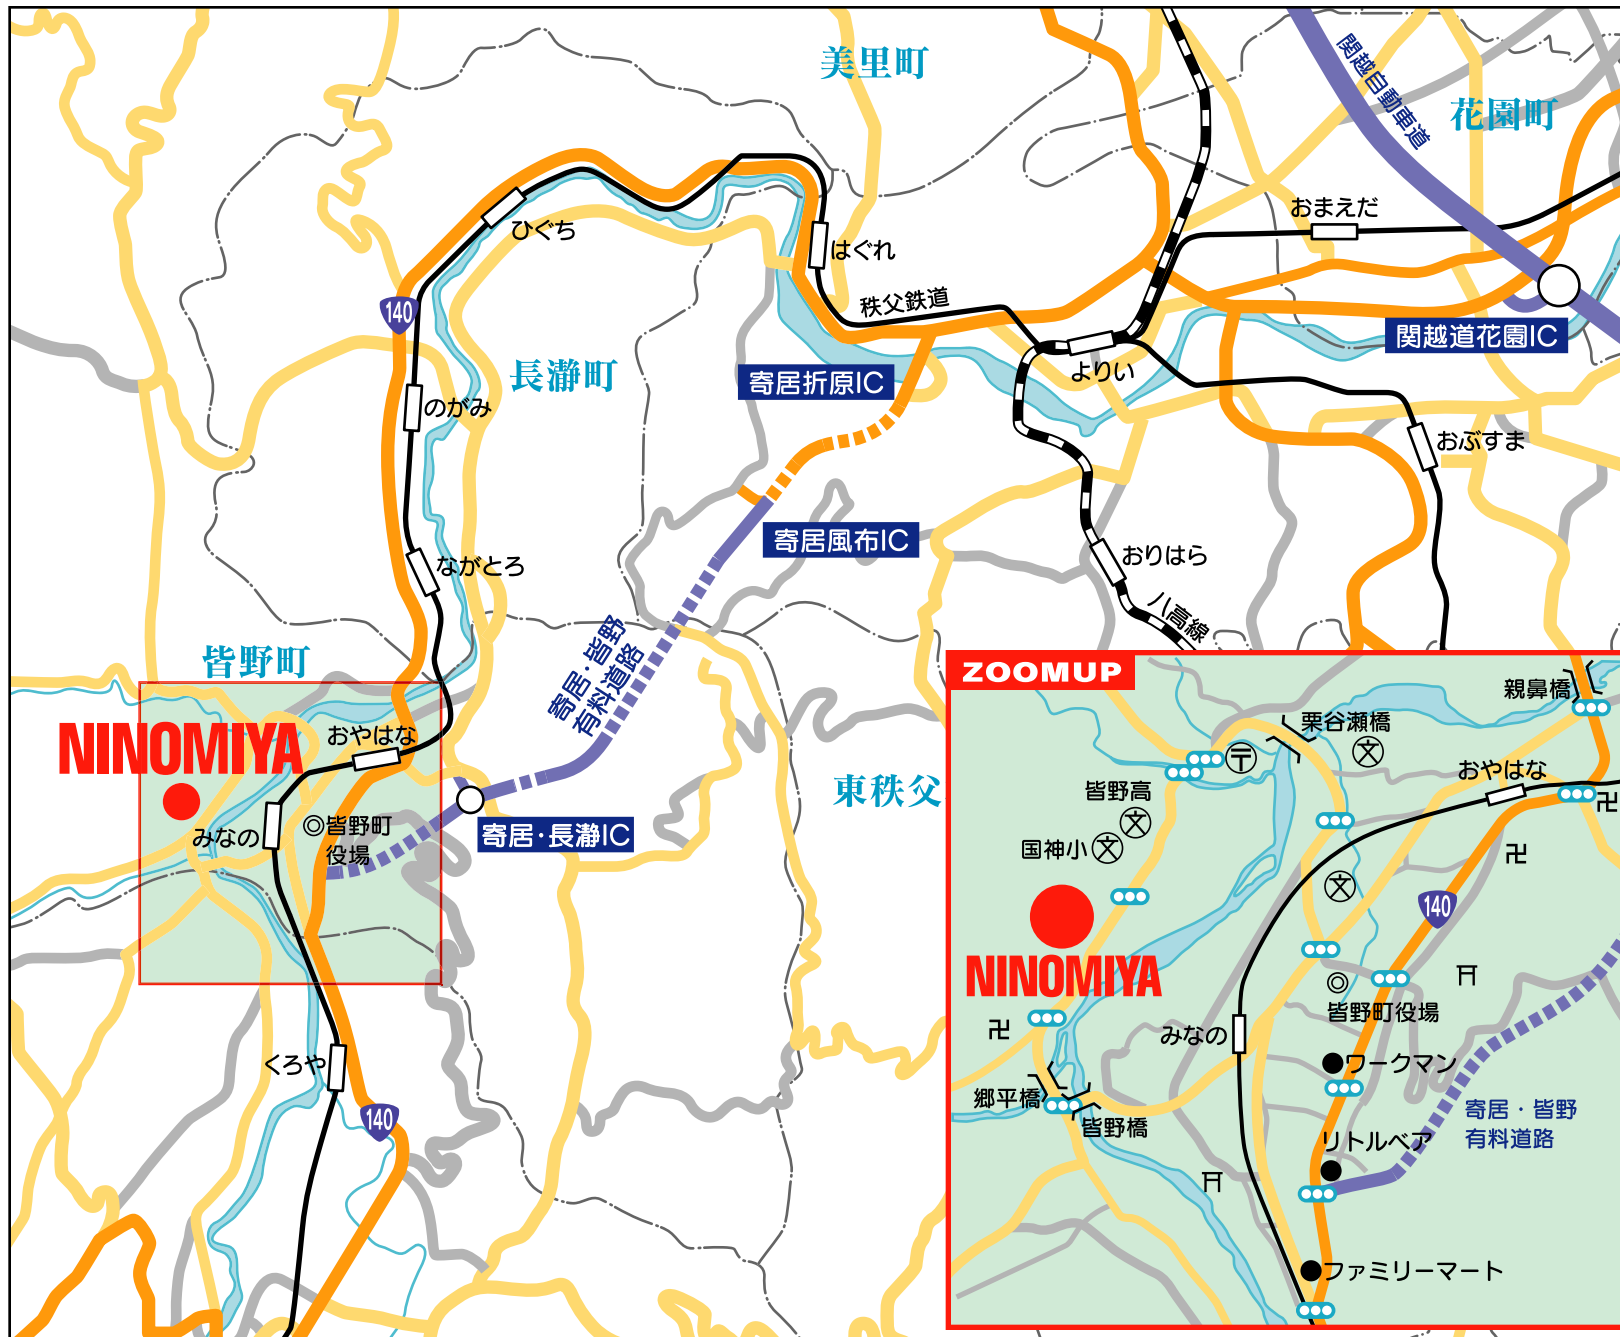 美里町
関越自動車道
花園町
おまえだ
ひぐち
はぐれ
秩父鉄道
140
関越道花園IC
よりい
長瀞町
寄居折原IC
のがみ
おぶすま
寄居風布IC
おりはら
ながとろ
八高線
寄居・皆野
有料道路
皆野町
NINOMIYA
おやはな
東秩父
みなの
皆野町
役場
寄居・長瀞IC
くろや
140
ZOOMUP
親鼻橋
栗谷瀬橋
文
〒
おやはな
卍
皆野高
文
国神小
文
卍
文
140
NINOMIYA
皆野町役場
卍
みなの
ワークマン
郷平橋
皆野橋
寄居・皆野
有料道路
リトルベア
ファミリーマート